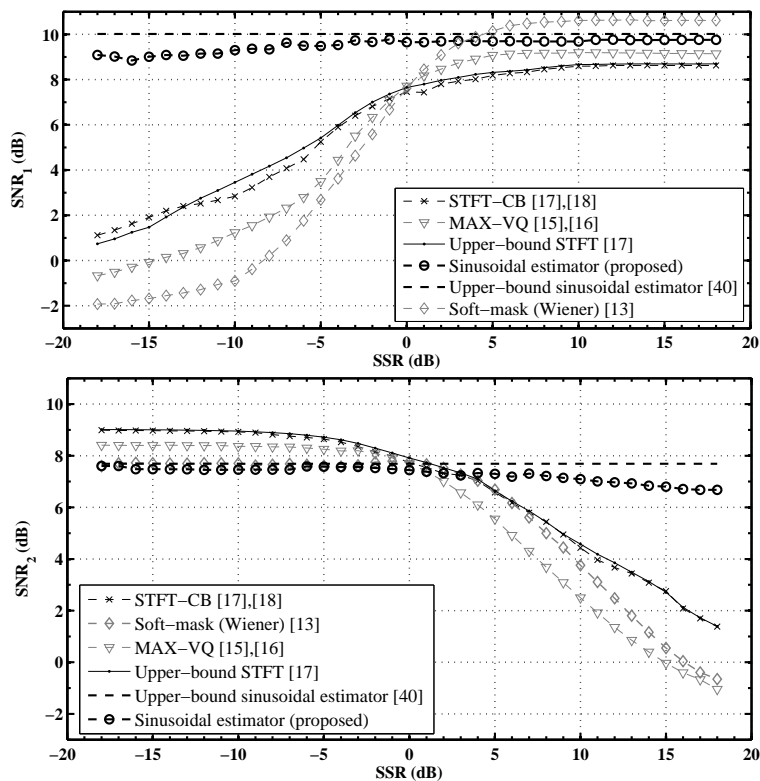 12
10
8
6
4
2
0
−2
SNR1 (dB)
−20
−15
−10
−5
0
5
10
15
20
SSR (dB)
STFT−CB [17],[18]
MAX−VQ [15],[16]
Upper−bound STFT [17]
Sinusoidal estimator (proposed)
Upper−bound sinusoidal estimator [40]
Soft−mask (Wiener) [13]
12
10
8
6
4
2
0
−2
SNR2 (dB)
STFT−CB [17],[18]
Soft−mask (Wiener) [13]
MAX−VQ [15],[16]
Upper−bound STFT [17]
Upper−bound sinusoidal estimator [40]
Sinusoidal estimator (proposed)
−20
−15
−10
−5
0
5
10
15
20
SSR (dB)